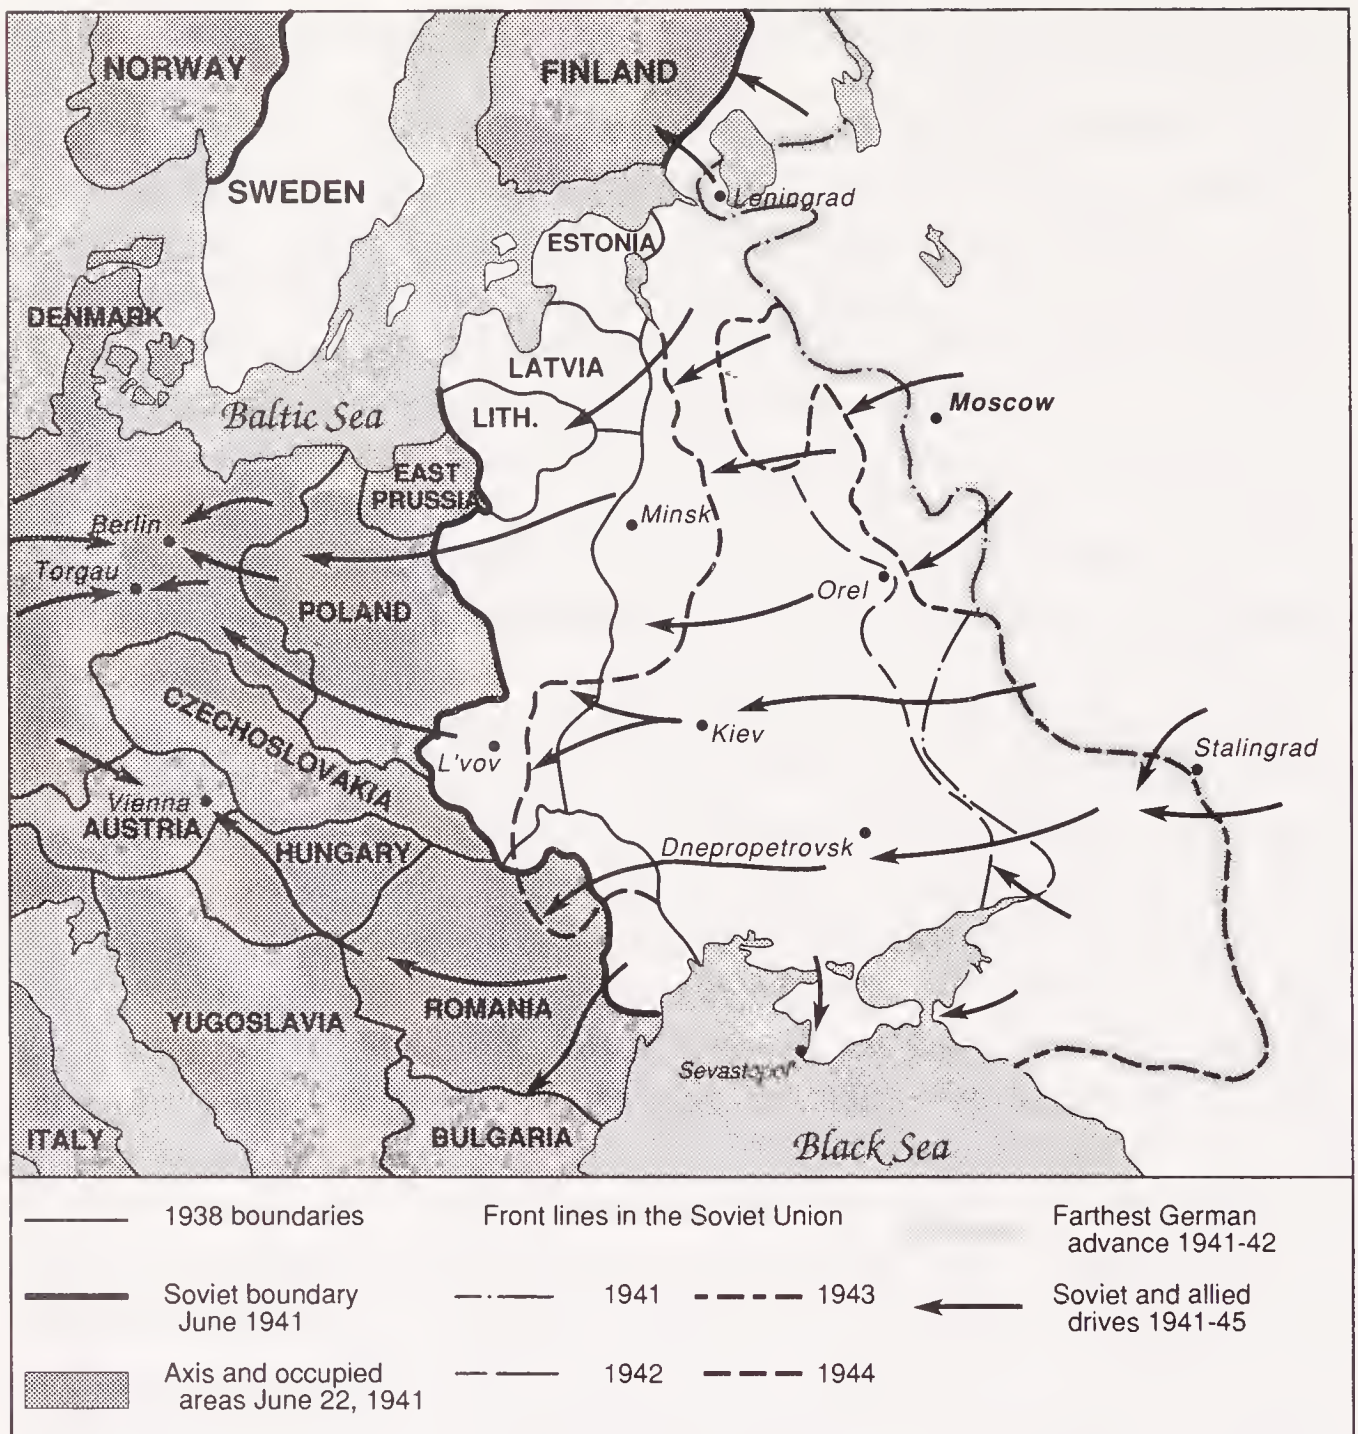 NORWAY
FINLAND
SWEDEN
Leningrad
ESTONIA
DENMARK
LATVIA
Moscow
Baltic Sea
LITH.
EAST
PRUSSIA
Berlin
Minsk
Torgau
Orel
POLAND
CZECHOSLOVAKIA
Kiev
L'vov
Stalingrad
Vienna
AUSTRIA
HUNGARY
Dnepropetrovsk
ROMANIA
YUGOSLAVIA
Sevastopol'
ITALY
BULGARIA
Black Sea
1938 boundaries
Soviet boundary
June 1941
Axis and occupied
areas June 22, 1941
Front lines in the Soviet Union
1941
1943
1942
1944
Farthest German
advance 1941-42
Soviet and allied
drives 1941-45